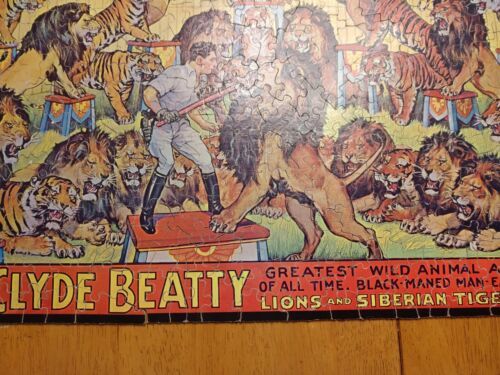 CLYDE BEATTY
GREATEST WILD ANIMAL A
OF ALL TIME. BLACK-MANED MAN-E
LIONS AND SIBERIAN TIGE